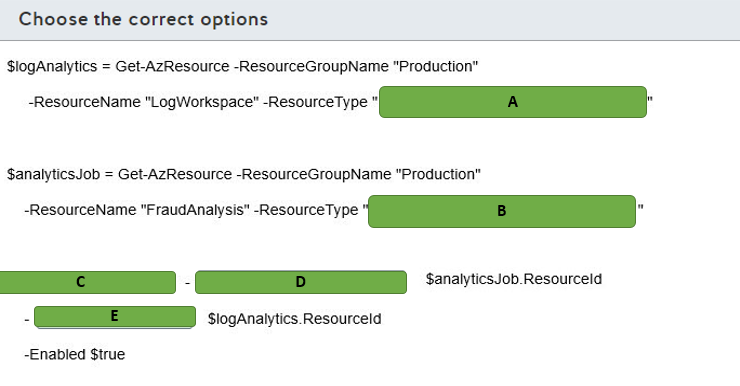 Choose the correct options
$logAnalytics = Get-AzResource -ResourceGroupName "Production"
-ResourceName "LogWorkspace" -ResourceType " A "
$analyticsJob = Get-AzResource -ResourceGroupName "Production"
-ResourceName "FraudAnalysis" -ResourceType " B "
C - D $analyticsJob.ResourceId
- E $logAnalytics.ResourceId
-Enabled $true